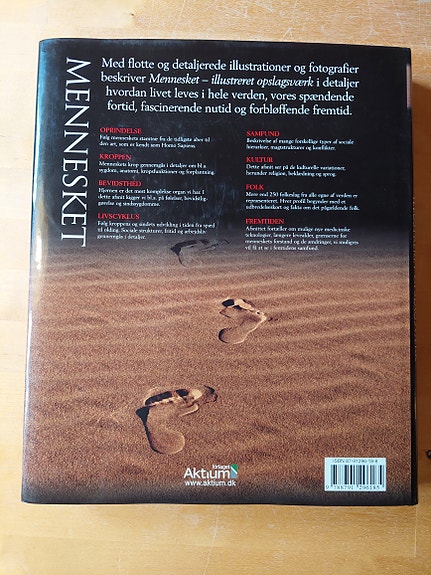 MENNESKET
Med flotte og detaljerede illustrationer og fotografier
beskriver Mennesket – illustreret opslagsværk i detaljer
hvordan livet leves i hele verden, vores spændende
fortid, fascinerende nutid og forbløffende fremtid.
OPRINDELSE
Følg menneskets stamtræ fra de tidligste aber til
den art, som er kendt som Homo Sapiens.
KROPPEN
Menneskets krop gennemgås i detaljer om bl.a.
sygdom, anatomi, kropsfunktioner og forplantning.
BEVIDSTHED
Hjernen er det mest komplekse organ vi har. I
dette afsnit kigger vi bl.a. på følelser, bevidstlig-
gørelse og sindssygdomme.
LIVSCYKLUS
Følg kroppens og sindets udvikling i tiden fra spæd
til olding. Sociale strukturer, fritid og arbejdsliv
gennemgås i detaljer.
SAMFUND
Beskrivelse af mange forskellige typer af sociale
hierarkier, magtstrukturer og konflikter.
KULTUR
Dette afsnit ser på de kulturelle variationer,
herunder religion, beklædning og sprog.
FOLK
Mere end 250 folkeslag fra alle egne af verden er
repræsenteret. Hver profil begynder med et
udbredelseskort og fakta om det pågældende folk.
FREMTIDEN
Afsnittet fortæller om mulige nye medicinske
teknologier, længere levealder, grænserne for
menneskets forstand og de ændringer, vi muligvis
vil få at se i fremtidens samfund.
forlaget
Aktium
www.aktium.dk